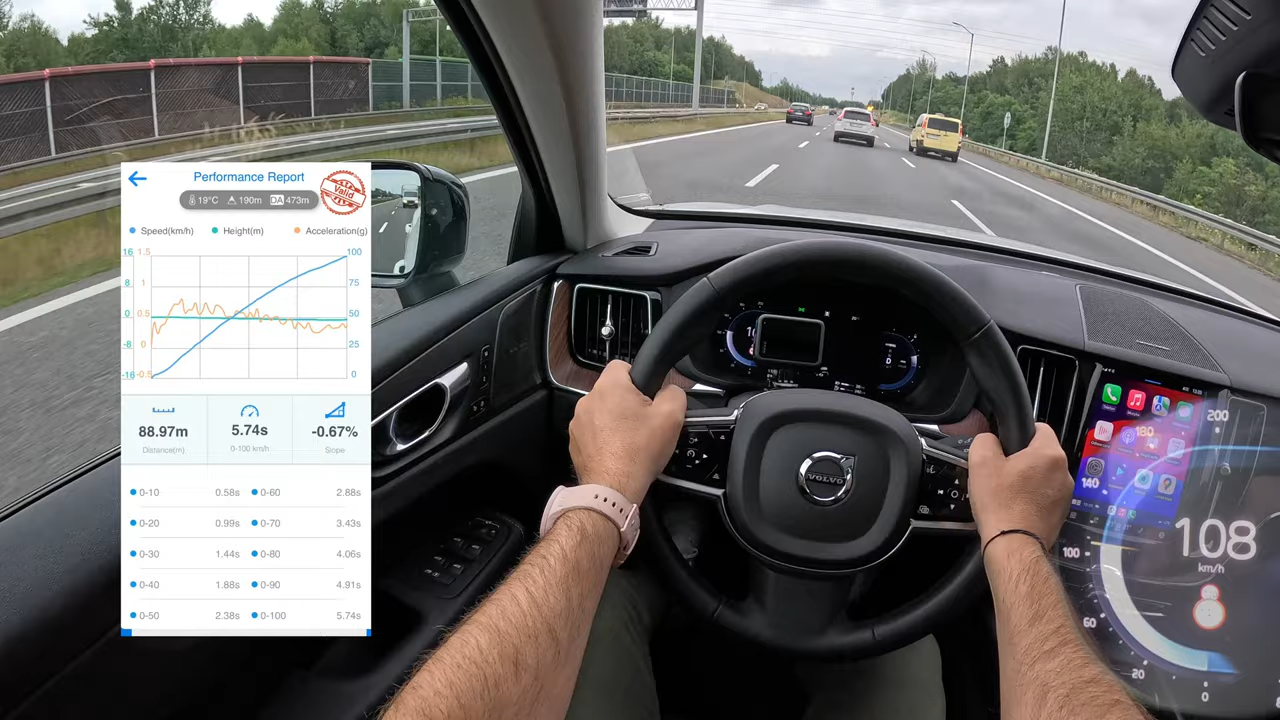 Performance Report
19°C 190m DA 473m
Valid
Speed(km/h) Height(m) Acceleration(g)
16 1.5 100
8 1 75
0 0.5 50
-8 0 25
-16 -0.5 0
88.97m 5.74s -0.67%
Distance(m) 0-100 km/h Slope
0-10 0.58s 0-60 2.88s
0-20 0.99s 0-70 3.43s
0-30 1.44s 0-80 4.06s
0-40 1.88s 0-90 4.91s
0-50 2.38s 0-100 5.74s
VOLVO
D
200
180
140
108
km/h
100
60
20
0